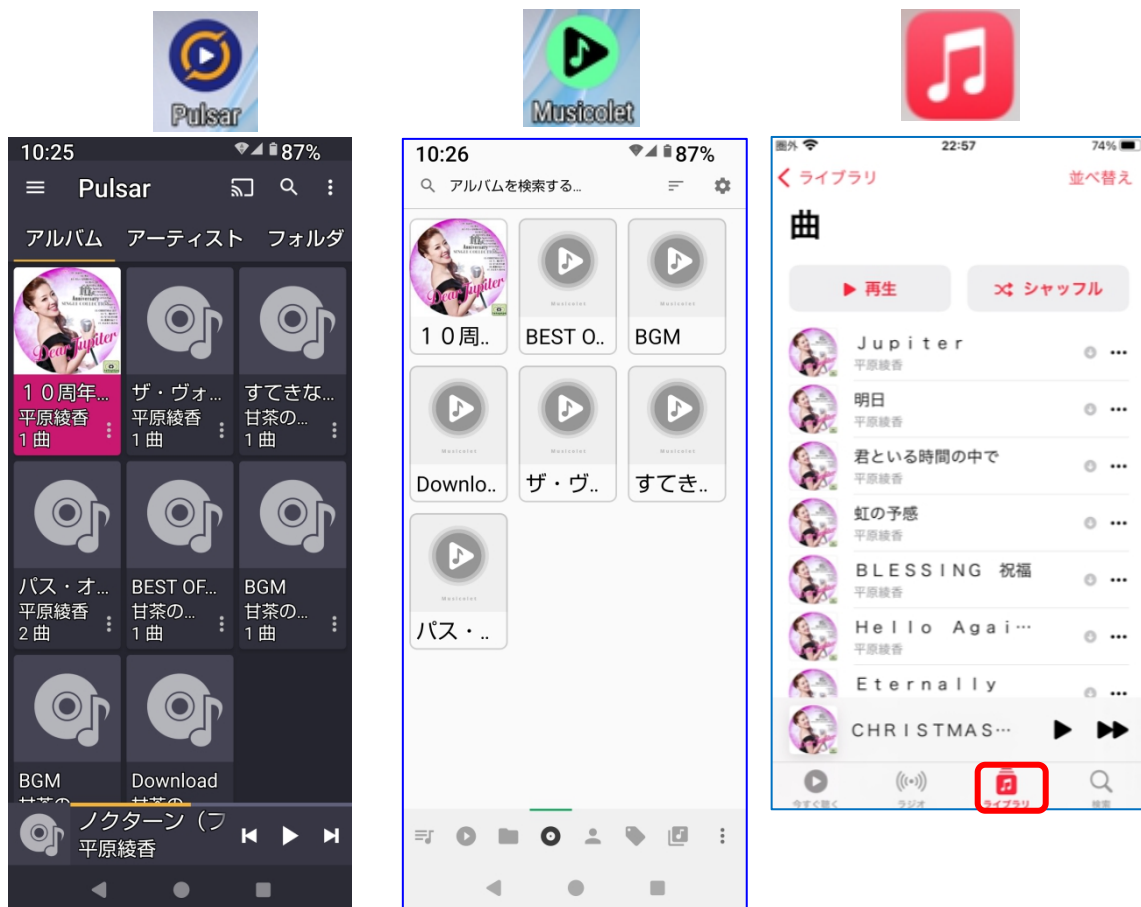 Pulsar
Musicolet
10:25
87%
Pulsar
アルバム アーティスト フォルダ
Dear Jupiter
１０周年...
平原綾香
1 曲
ザ・ヴォ...
平原綾香
1 曲
すてきな...
甘茶の...
1 曲
パス・オ...
平原綾香
2 曲
BEST OF...
甘茶の...
1 曲
BGM
甘茶の...
1 曲
BGM
Download
ノクターン（フ
平原綾香
10:26
87%
アルバムを検索する...
Dear Jupiter
１０周..
Musicolet
BEST O..
Musicolet
BGM
Musicolet
Downlo..
Musicolet
ザ・ヴ..
Musicolet
すてき..
Musicolet
パス・..
圏外
22:57
74%
ライブラリ
並べ替え
曲
再生
シャッフル
Ｊｕｐｉｔｅｒ
平原綾香
明日
平原綾香
君といる時間の中で
平原綾香
虹の予感
平原綾香
ＢＬＥＳＳＩＮＧ　祝福
平原綾香
Ｈｅｌｌｏ　Ａｇａｉ…
平原綾香
Ｅｔｅｒｎａｌｌｙ
ＣＨＲＩＳＴＭＡＳ…
今すぐ聴く
ラジオ
ライブラリ
検索